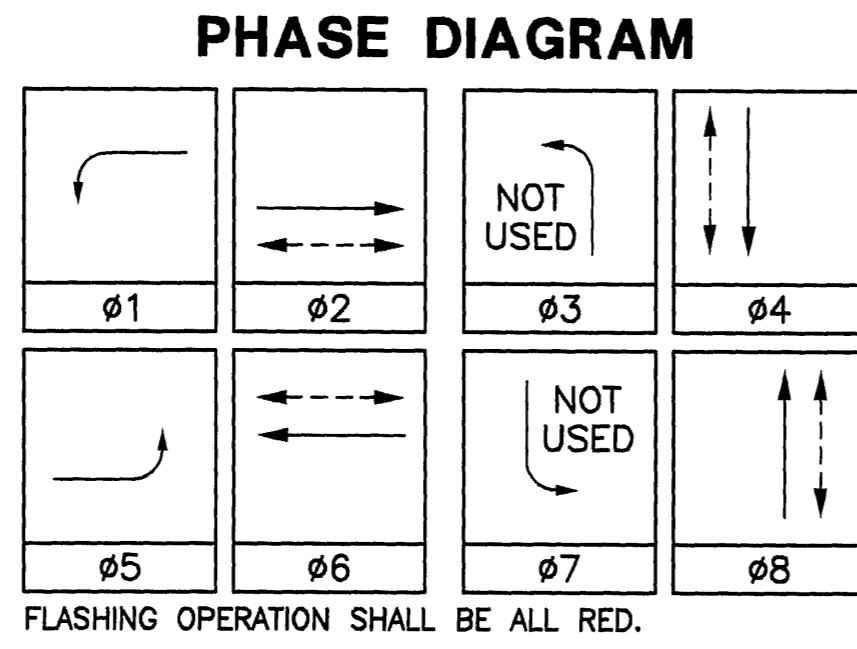 PHASE DIAGRAM
NOT
USED
ø1
ø2
ø3
ø4
NOT
USED
ø5
ø6
ø7
ø8
FLASHING OPERATION SHALL BE ALL RED.